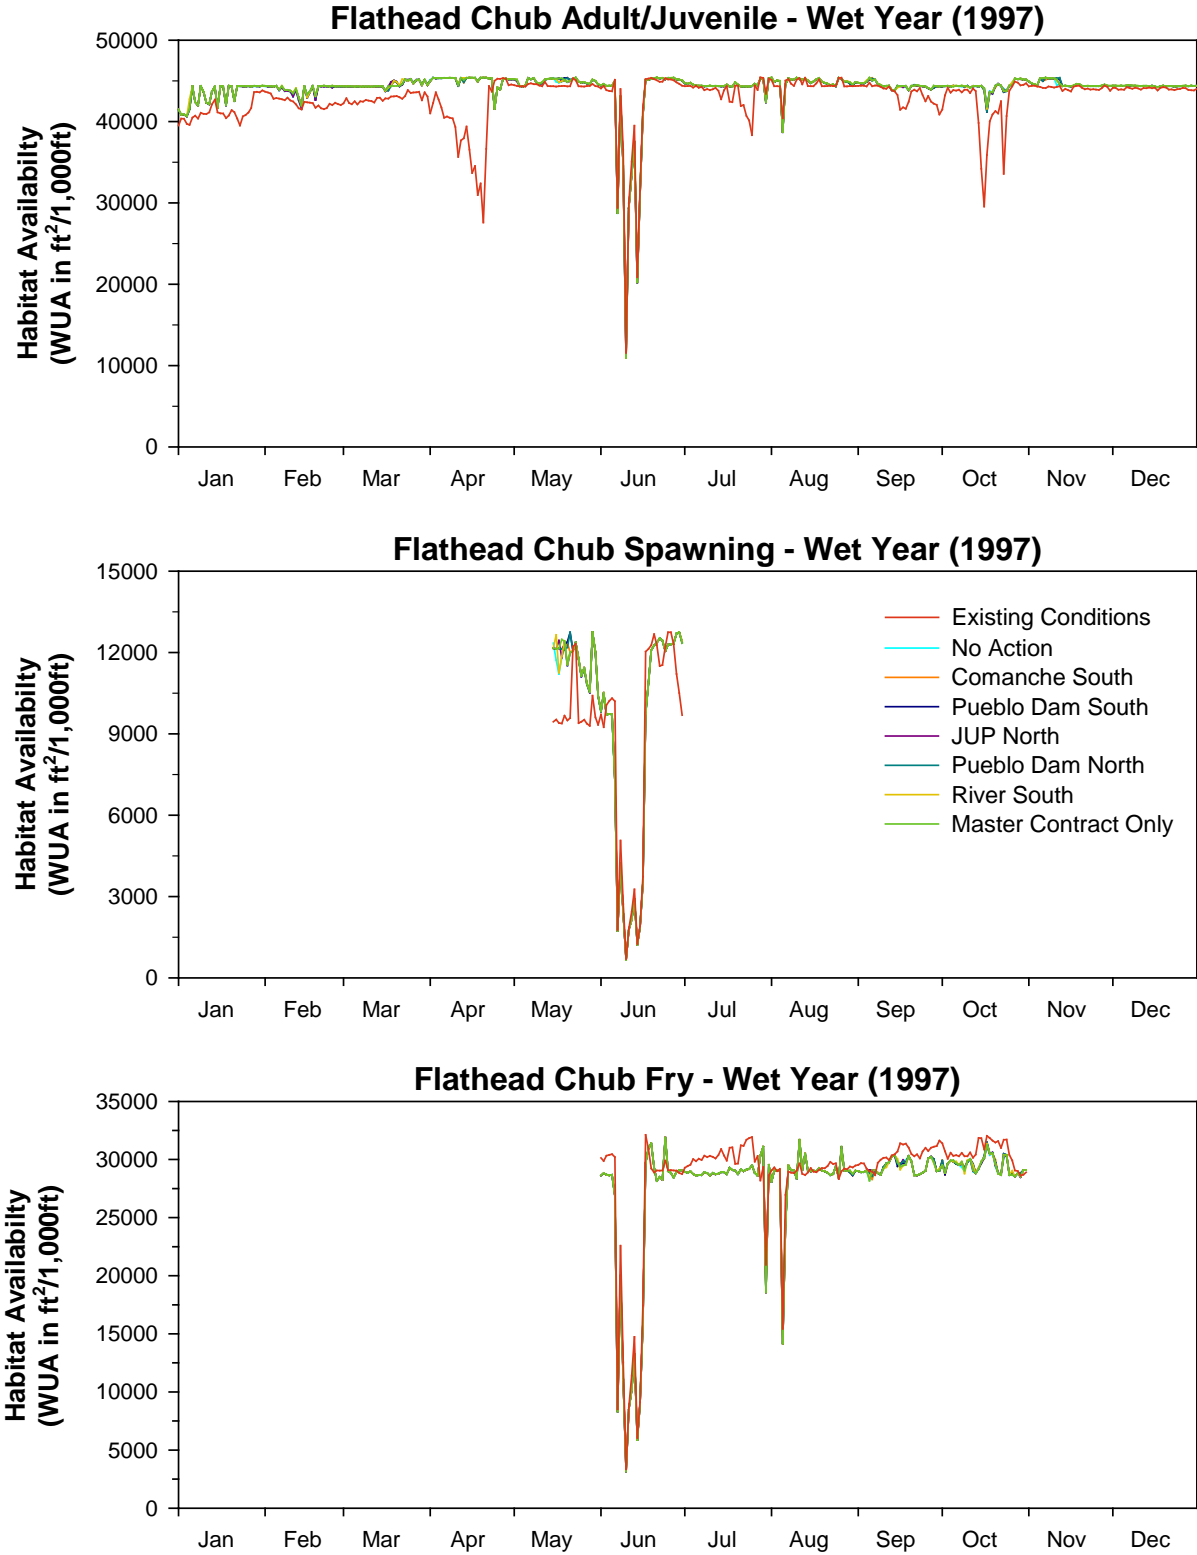 Flathead Chub Adult/Juvenile - Wet Year (1997)
Habitat Availabilty
(WUA in ft²/1,000ft)
50000
40000
30000
20000
10000
0
Jan Feb Mar Apr May Jun Jul Aug Sep Oct Nov Dec
Flathead Chub Spawning - Wet Year (1997)
Habitat Availabilty
(WUA in ft²/1,000ft)
15000
12000
9000
6000
3000
0
Existing Conditions
No Action
Comanche South
Pueblo Dam South
JUP North
Pueblo Dam North
River South
Master Contract Only
Jan Feb Mar Apr May Jun Jul Aug Sep Oct Nov Dec
Flathead Chub Fry - Wet Year (1997)
Habitat Availabilty
(WUA in ft²/1,000ft)
35000
30000
25000
20000
15000
10000
5000
0
Jan Feb Mar Apr May Jun Jul Aug Sep Oct Nov Dec